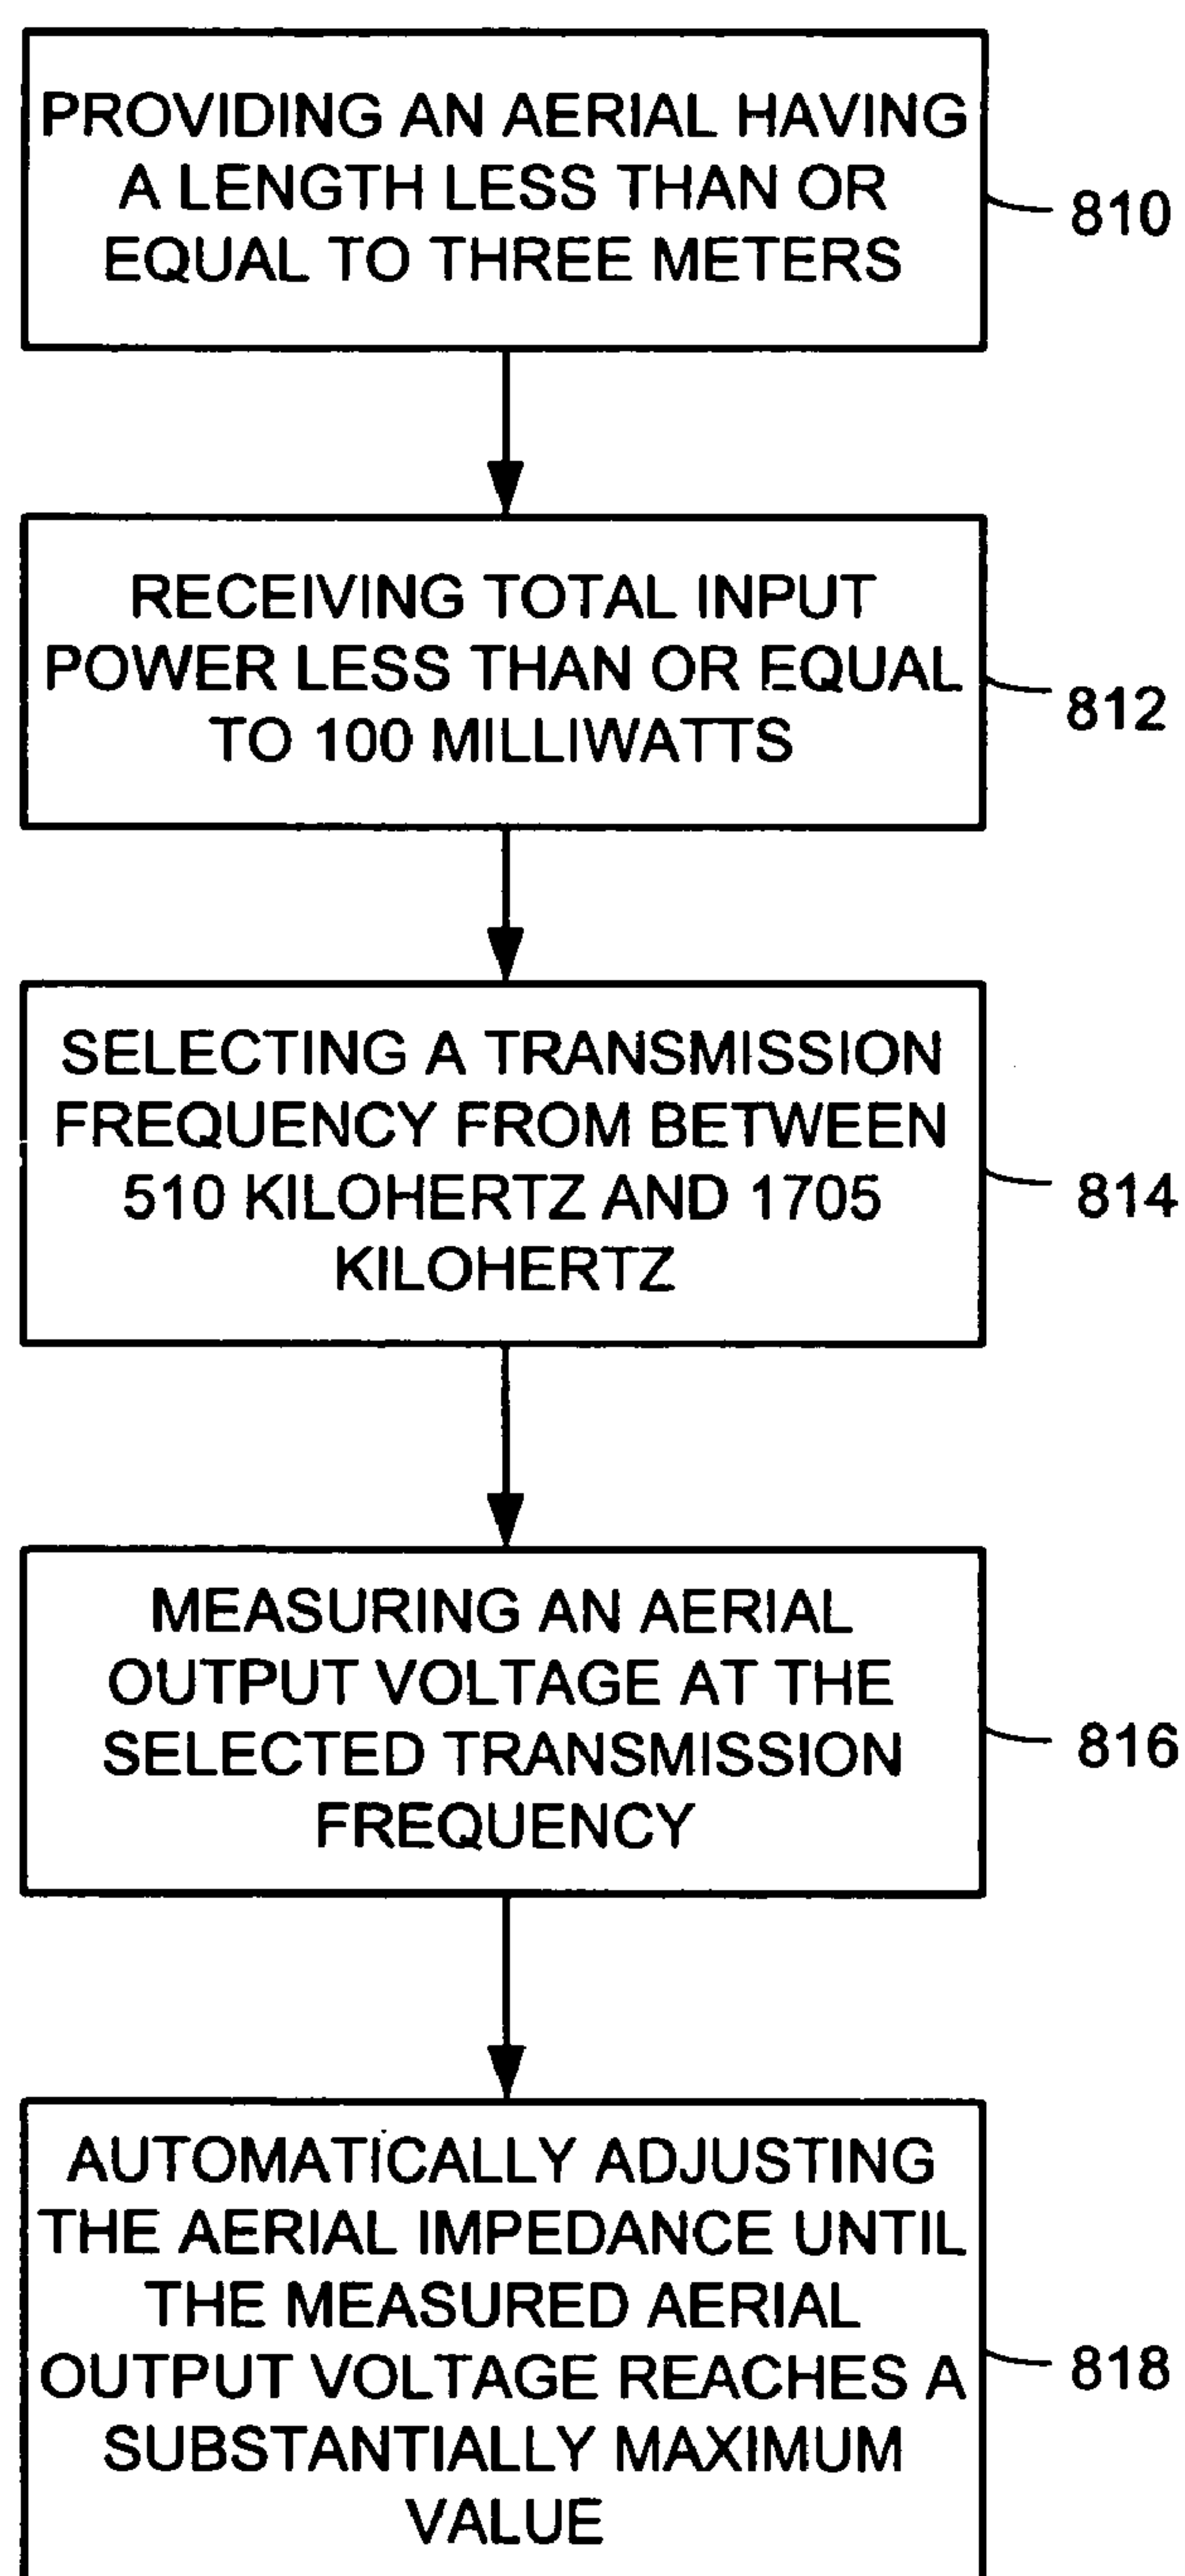 PROVIDING AN AERIAL HAVING
A LENGTH LESS THAN OR
EQUAL TO THREE METERS
810
RECEIVING TOTAL INPUT
POWER LESS THAN OR EQUAL
TO 100 MILLIWATTS
812
SELECTING A TRANSMISSION
FREQUENCY FROM BETWEEN
510 KILOHERTZ AND 1705
KILOHERTZ
814
MEASURING AN AERIAL
OUTPUT VOLTAGE AT THE
SELECTED TRANSMISSION
FREQUENCY
816
AUTOMATICALLY ADJUSTING
THE AERIAL IMPEDANCE UNTIL
THE MEASURED AERIAL
OUTPUT VOLTAGE REACHES A
SUBSTANTIALLY MAXIMUM
VALUE
818